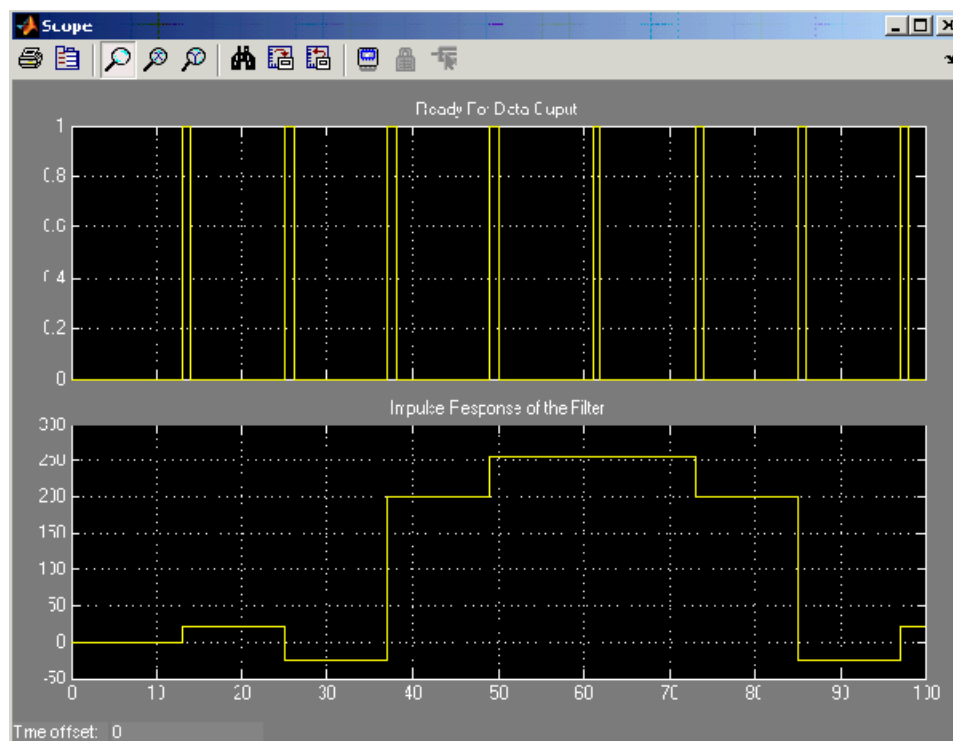 Scope
Ready For Data Ouput
1
0.8
0.6
0.4
0.2
0
Impulse Response of the Filter
300
250
200
150
100
50
0
-50
0 10 20 30 40 50 60 70 80 90 100
Time offset: 0